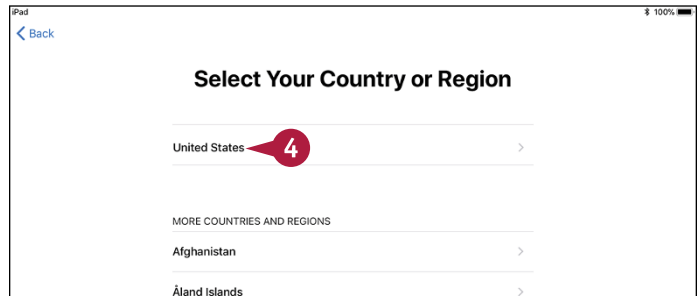 iPad 100%
Back
Select Your Country or Region
United States 4
MORE COUNTRIES AND REGIONS
Afghanistan
Åland Islands